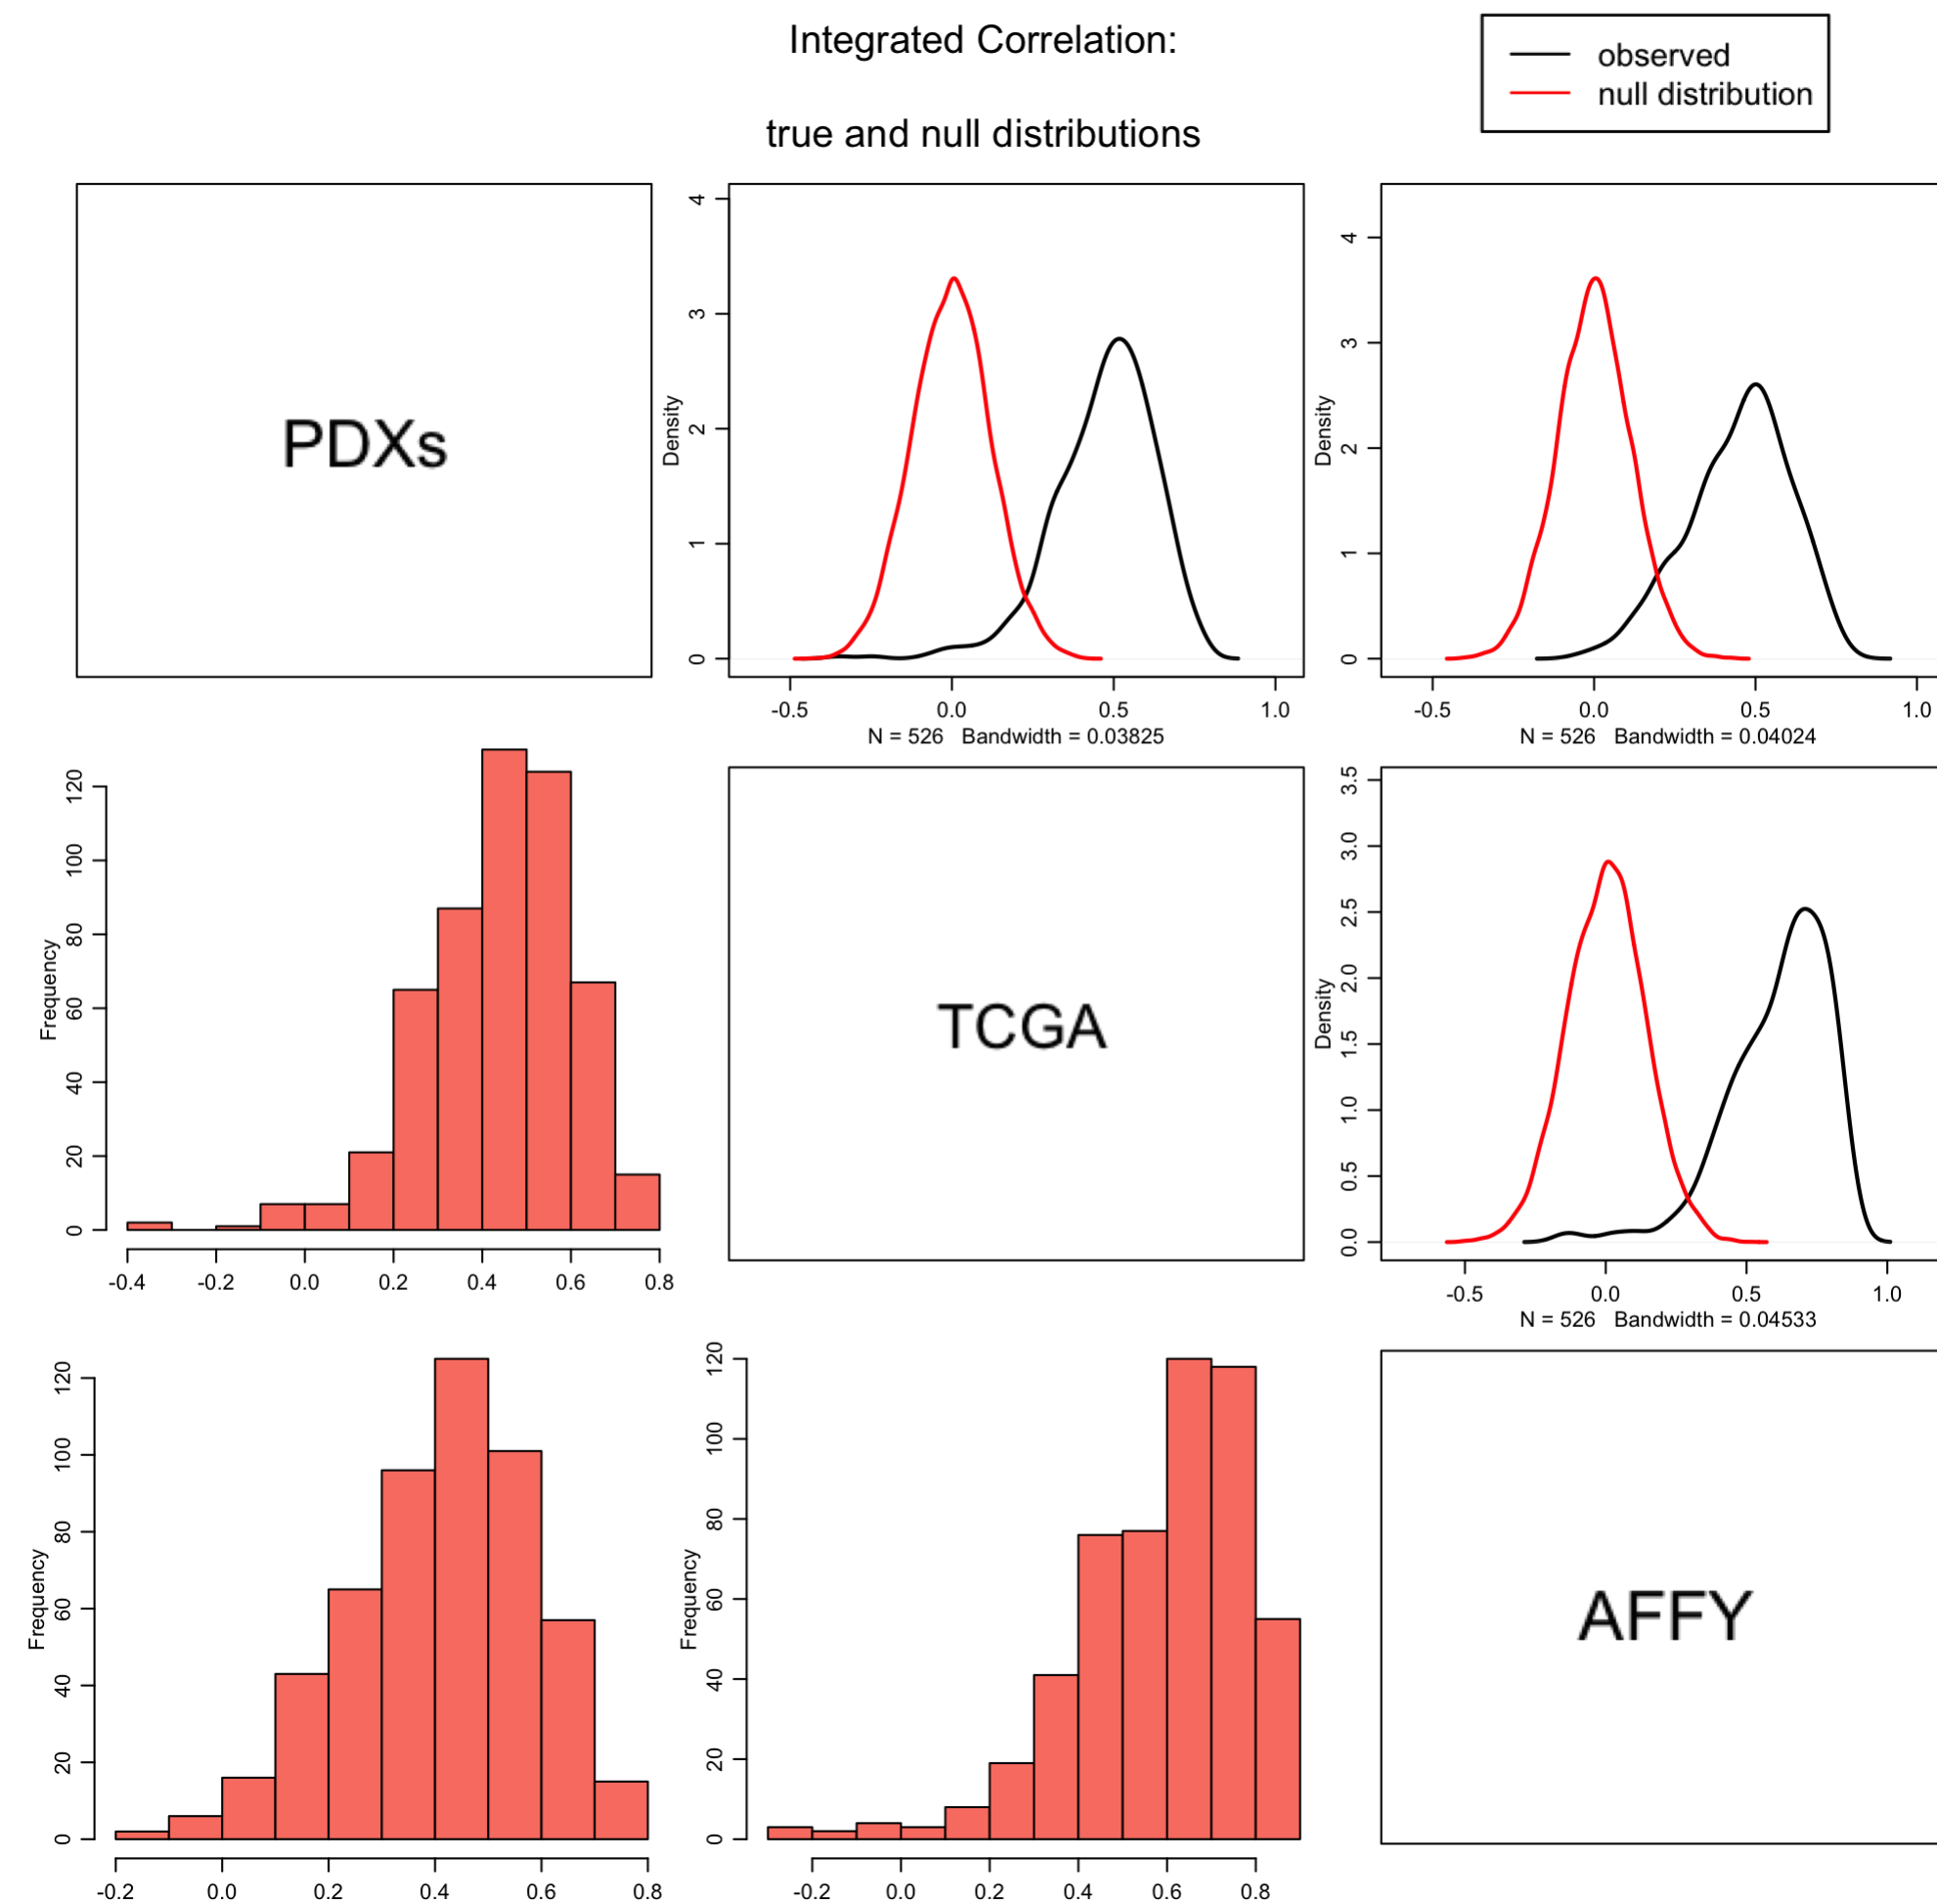 Integrated Correlation:
true and null distributions
observed
null distribution
PDXs
Density
0 1 2 3 4
-0.5 0.0 0.5 1.0
N = 526 Bandwidth = 0.03825
Density
0 1 2 3 4
-0.5 0.0 0.5 1.0
N = 526 Bandwidth = 0.04024
Frequency
0 20 40 60 80 100 120
-0.4 -0.2 0.0 0.2 0.4 0.6 0.8
TCGA
Density
0.0 0.5 1.0 1.5 2.0 2.5 3.0 3.5
-0.5 0.0 0.5 1.0
N = 526 Bandwidth = 0.04533
Frequency
0 20 40 60 80 100 120
-0.2 0.0 0.2 0.4 0.6 0.8
Frequency
0 20 40 60 80 100 120
-0.2 0.0 0.2 0.4 0.6 0.8
AFFY